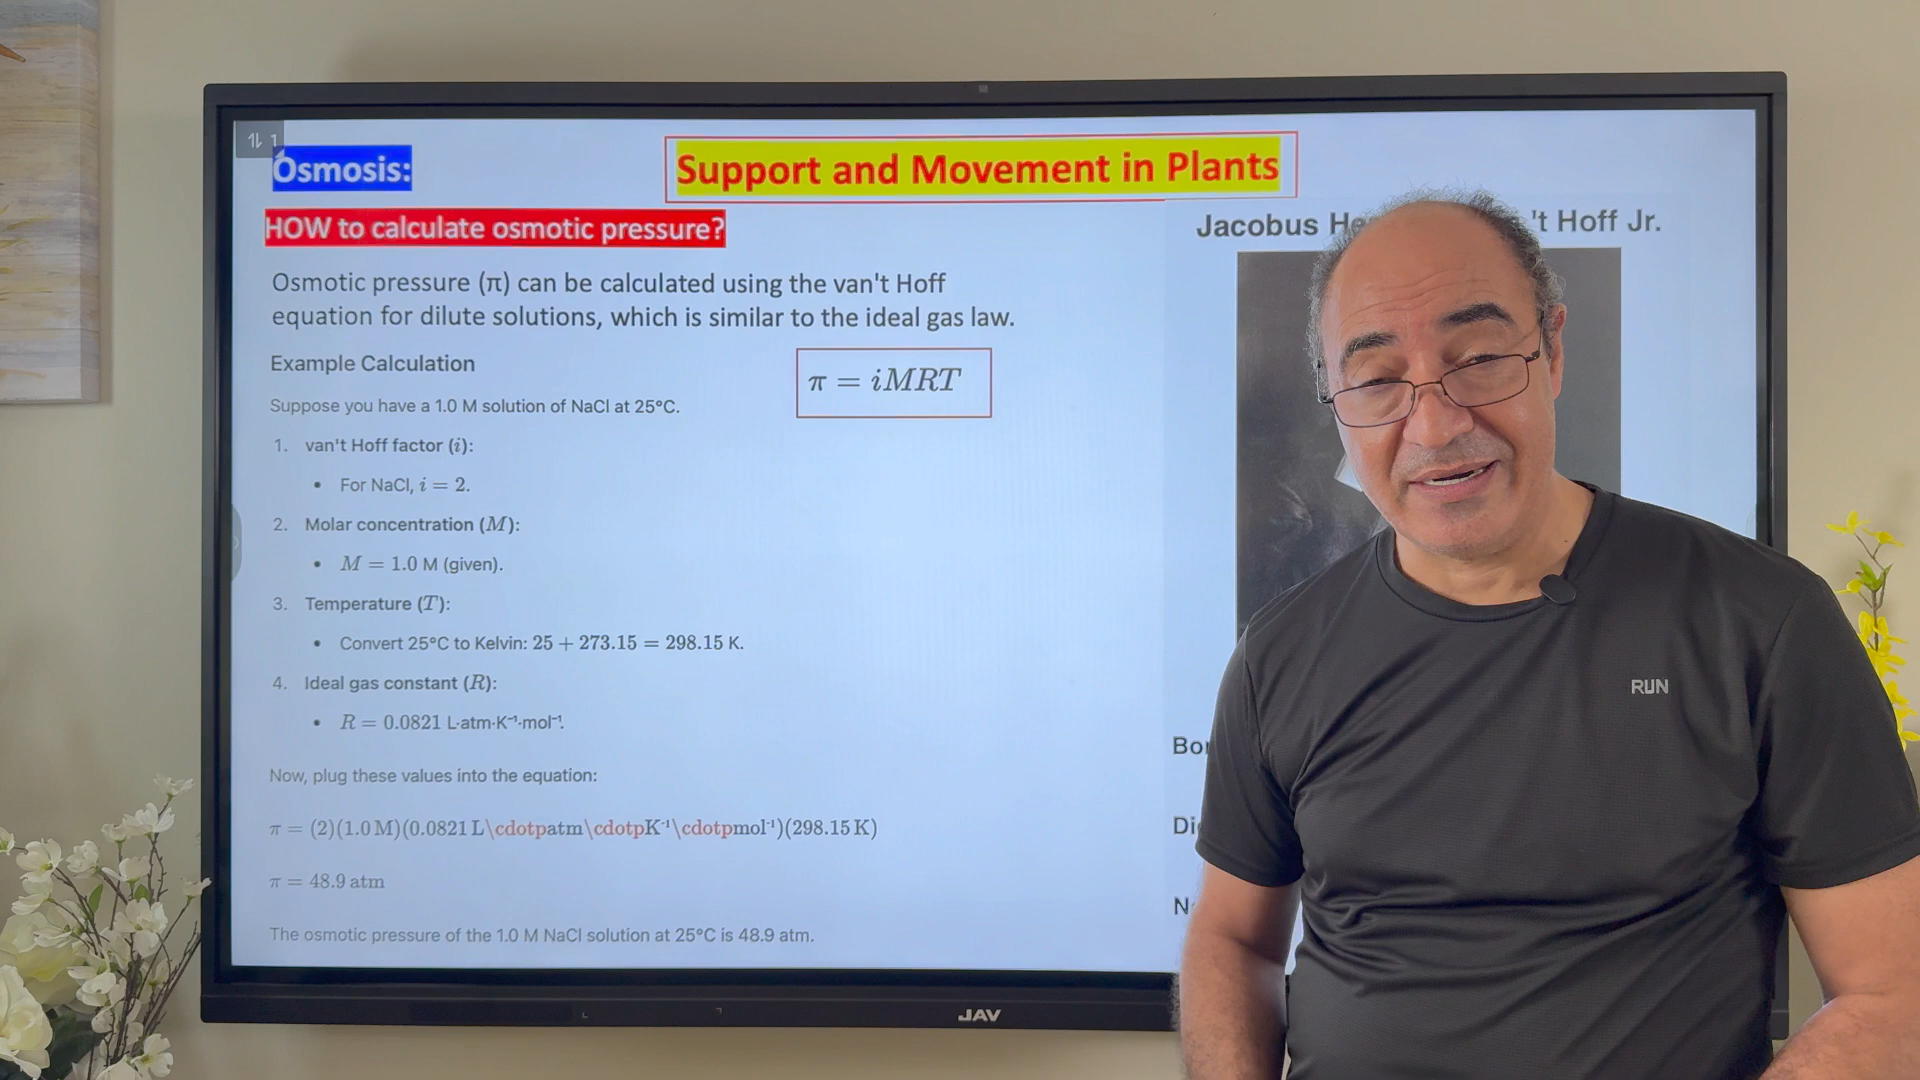 1
Osmosis:
Support and Movement in Plants
HOW to calculate osmotic pressure?
Jacobus 't Hoff Jr.
Osmotic pressure (π) can be calculated using the van't Hoff
equation for dilute solutions, which is similar to the ideal gas law.
Example Calculation
π = iMRT
Suppose you have a 1.0 M solution of NaCl at 25°C.
1. van't Hoff factor (i):
• For NaCl, i = 2.
2. Molar concentration (M):
• M = 1.0 M (given).
3. Temperature (T):
• Convert 25°C to Kelvin: 25 + 273.15 = 298.15 K.
4. Ideal gas constant (R):
• R = 0.0821 L·atm·K⁻¹·mol⁻¹.
Now, plug these values into the equation:
π = (2)(1.0 M)(0.0821 L\cdotpatm\cdotpK⁻¹\cdotpmol⁻¹)(298.15 K)
π = 48.9 atm
The osmotic pressure of the 1.0 M NaCl solution at 25°C is 48.9 atm.
RUN
JAV